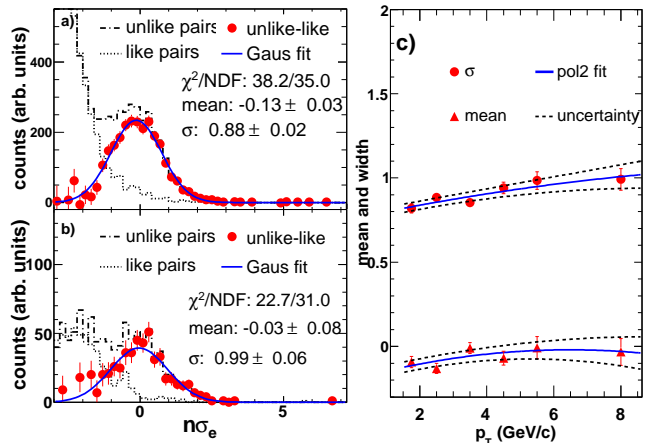 a)
unlike pairs
unlike-like
like pairs
Gaus fit
χ²/NDF: 38.2/35.0
mean: -0.13± 0.03
σ: 0.88± 0.02
counts (arb. units)
400
200
0
b)
unlike pairs
unlike-like
like pairs
Gaus fit
χ²/NDF: 22.7/31.0
mean: -0.03± 0.08
σ: 0.99± 0.06
counts (arb. units)
100
50
0
0 5
nσe
c)
σ
pol2 fit
mean
uncertainty
mean and width
2
1.5
1
0.5
0
2 4 6 8
pT (GeV/c)